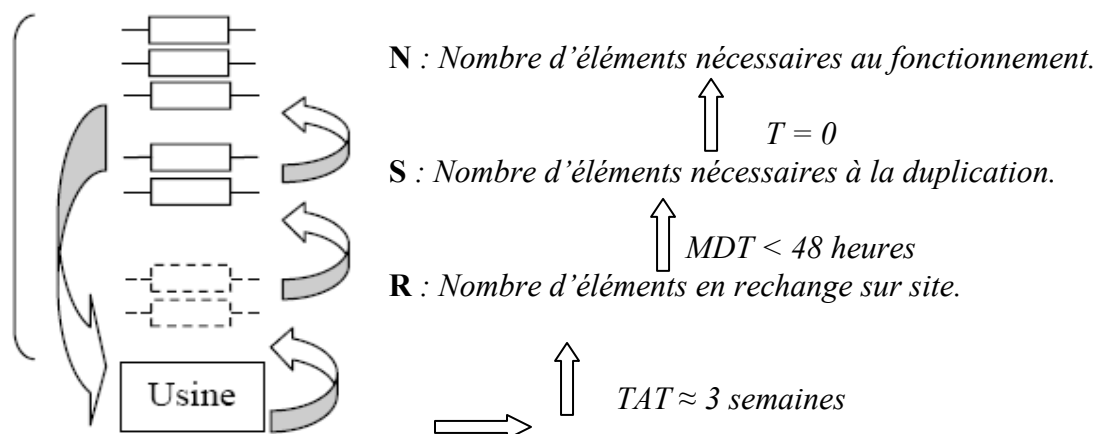 N : Nombre d’éléments nécessaires au fonctionnement.
T = 0
S : Nombre d’éléments nécessaires à la duplication.
MDT < 48 heures
R : Nombre d’éléments en rechange sur site.
Usine
TAT ≈ 3 semaines